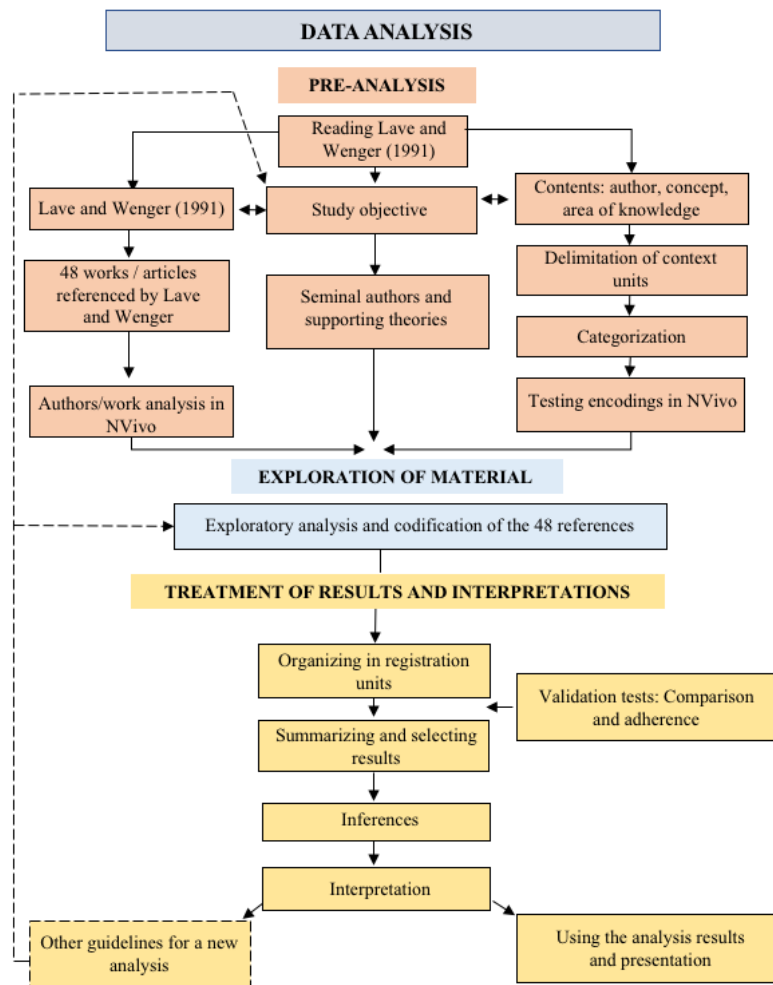 DATA ANALYSIS
PRE-ANALYSIS
Reading Lave and
Wenger (1991)
Lave and Wenger (1991)
Study objective
Contents: author, concept,
area of knowledge
48 works / articles
referenced by Lave
and Wenger
Seminal authors and
supporting theories
Delimitation of context
units
Categorization
Authors/work analysis in
NVivo
Testing encodings in NVivo
EXPLORATION OF MATERIAL
Exploratory analysis and codification of the 48 references
TREATMENT OF RESULTS AND INTERPRETATIONS
Organizing in registration
units
Validation tests: Comparison
and adherence
Summarizing and selecting
results
Inferences
Interpretation
Other guidelines for a new
analysis
Using the analysis results
and presentation